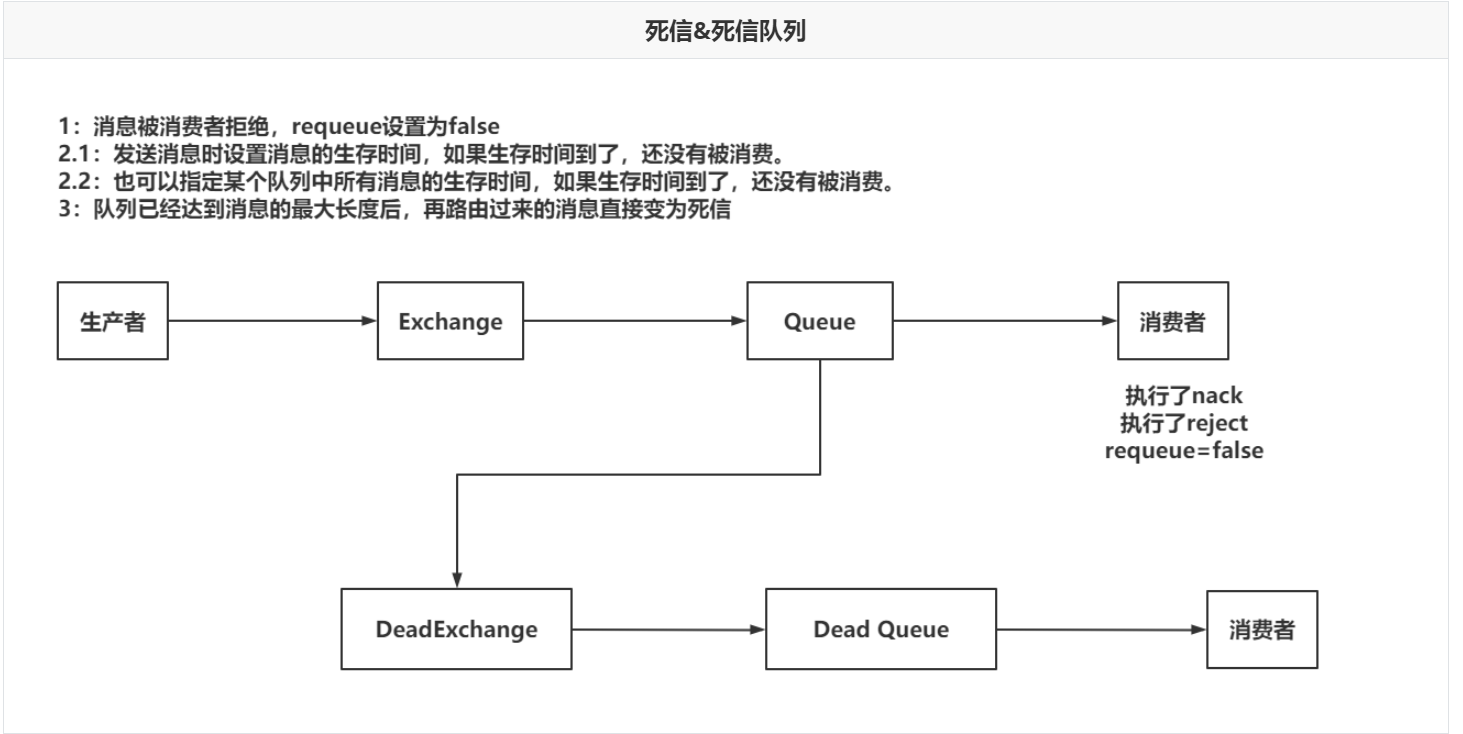 死信&死信队列
1：消息被消费者拒绝，requeue设置为false
2.1：发送消息时设置消息的生存时间，如果生存时间到了，还没有被消费。
2.2：也可以指定某个队列中所有消息的生存时间，如果生存时间到了，还没有被消费。
3：队列已经达到消息的最大长度后，再路由过来的消息直接变为死信
生产者
Exchange
Queue
消费者
执行了nack
执行了reject
requeue=false
DeadExchange
Dead Queue
消费者